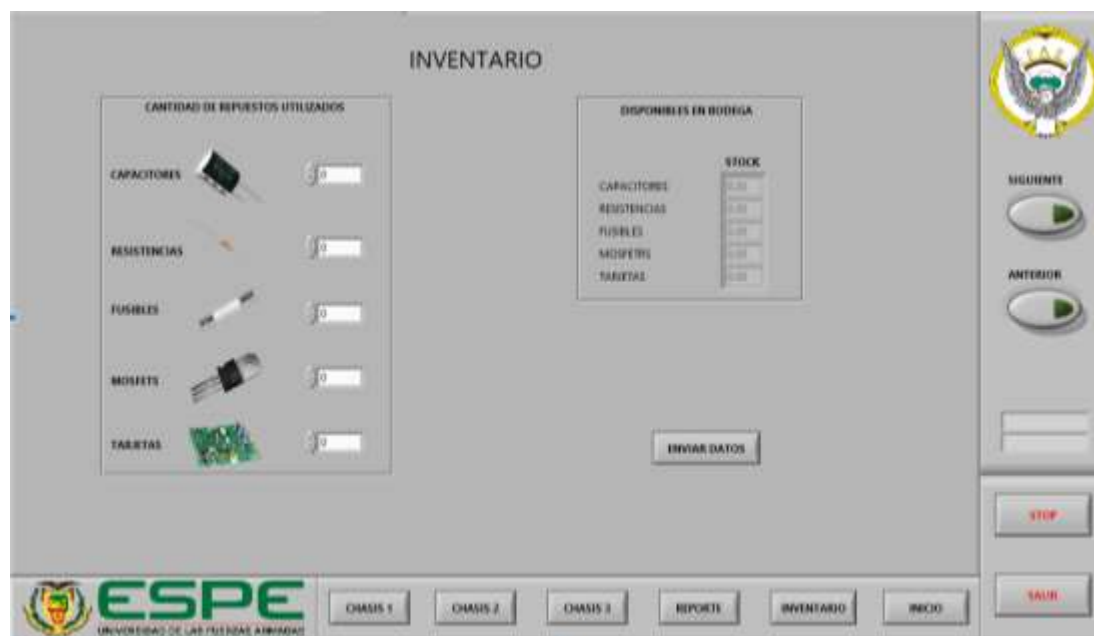 INVENTARIO
CANTIDAD DE REPUESTOS UTILIZADOS
CAPACITORES
0
RESISTENCIAS
0
FUSIBLES
0
MOSFETS
0
TARJETAS
0
DISPONIBLES EN BODEGA
STOCK
CAPACITORES
RESISTENCIAS
FUSIBLES
MOSFETRS
TARJETAS
ENVIAR DATOS
F.A.E.
SIGUIENTE
ANTERIOR
STOP
SALIR
ESPE
UNIVERSIDAD DE LAS FUERZAS ARMADAS
CHASIS 1
CHASIS 2
CHASIS 3
REPORTE
INVENTARIO
INICIO